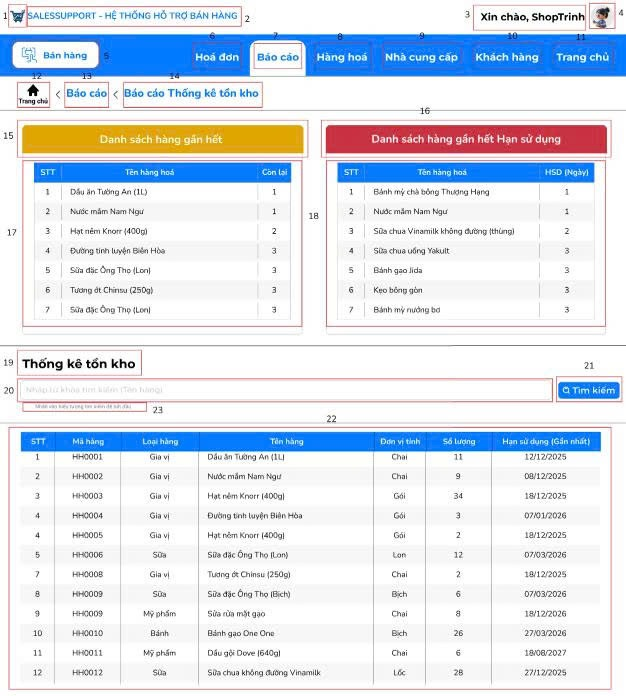 1 SALESSUPPORT - HỆ THỐNG HỖ TRỢ BÁN HÀNG 2 3 Xin chào, ShopTrinh 4
Bán hàng 5 6 Hoá đơn 7 Báo cáo 8 Hàng hoá 9 Nhà cung cấp 10 Khách hàng 11 Trang chủ
12 13 14
Trang chủ < Báo cáo < Báo cáo Thống kê tồn kho
16
15 Danh sách hàng gần hết Danh sách hàng gần hết Hạn sử dụng
17 18
STT Tên hàng hoá Còn lại
1 Dầu ăn Tường An (1L) 1
2 Nước mắm Nam Ngư 1
3 Hạt nêm Knorr (400g) 2
4 Đường tinh luyện Biên Hòa 3
5 Sữa đặc Ông Thọ (Lon) 3
6 Tương ớt Chinsu (250g) 3
7 Sữa đặc Ông Thọ (Lon) 3
STT Tên hàng hoá HSD (Ngày)
1 Bánh mỳ chà bông Thượng Hạng 1
2 Nước mắm Nam Ngư 1
3 Sữa chua Vinamilk không đường (thùng) 2
4 Sữa chua uống Yakult 3
5 Bánh gạo Jida 3
6 Kẹo bông gòn 3
7 Bánh mỳ nướng bơ 3
19 Thống kê tồn kho 21
20 Nhập từ khóa tìm kiếm (Tên hàng) Tìm kiếm
Nhấn vào biểu tượng tìm kiếm để bắt đầu 23
22
STT Mã hàng Loại hàng Tên hàng Đơn vị tính Số lượng Hạn sử dụng (Gần nhất)
1 HH0001 Gia vị Dầu ăn Tường An (1L) Chai 11 12/12/2025
2 HH0002 Gia vị Nước mắm Nam Ngư Chai 9 08/12/2025
3 HH0003 Gia vị Hạt nêm Knorr (400g) Gói 34 18/12/2025
4 HH0004 Gia vị Đường tinh luyện Biên Hòa Gói 3 07/01/2026
4 HH0005 Gia vị Hạt nêm Knorr (400g) Gói 2 18/12/2025
5 HH0006 Sữa Sữa đặc Ông Thọ (Lon) Lon 12 07/03/2026
7 HH0008 Gia vị Tương ớt Chinsu (250g) Chai 2 18/12/2025
8 HH0009 Sữa Sữa đặc Ông Thọ (Bịch) Bịch 6 07/03/2026
9 HH0009 Mỹ phẩm Sữa rửa mặt gạo Chai 8 18/12/2026
10 HH0010 Bánh Bánh gạo One One Bịch 26 27/03/2026
11 HH0011 Mỹ phẩm Dầu gội Dove (640g) Chai 6 18/08/2027
12 HH0012 Sữa Sữa chua không đường Vinamilk Lốc 28 27/12/2025